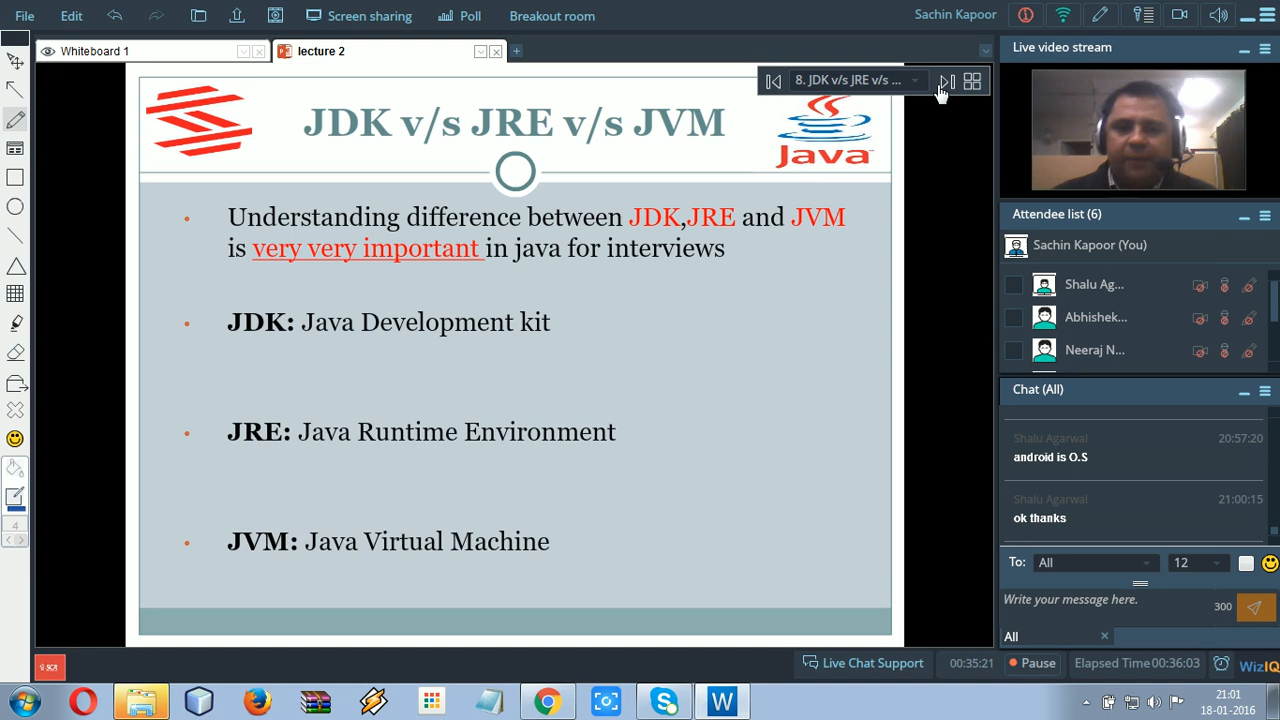 File Edit Screen sharing Poll Breakout room Sachin Kapoor
Whiteboard 1 lecture 2
Live video stream
8. JDK v/s JRE v/s ...
JDK v/s JRE v/s JVM
Java
• Understanding difference between JDK,JRE and JVM
is very very important in java for interviews
• JDK: Java Development kit
• JRE: Java Runtime Environment
• JVM: Java Virtual Machine
4
Attendee list (6)
Sachin Kapoor (You)
Shalu Ag...
Abhishek...
Neeraj N...
Chat (All)
Shalu Agarwal 20:57:20
android is O.S
Shalu Agarwal 21:00:15
ok thanks
To: All 12
Write your message here. 300
All
SCA
Live Chat Support 00:35:21 Pause Elapsed Time 00:36:03 WizIQ
21:01
18-01-2016